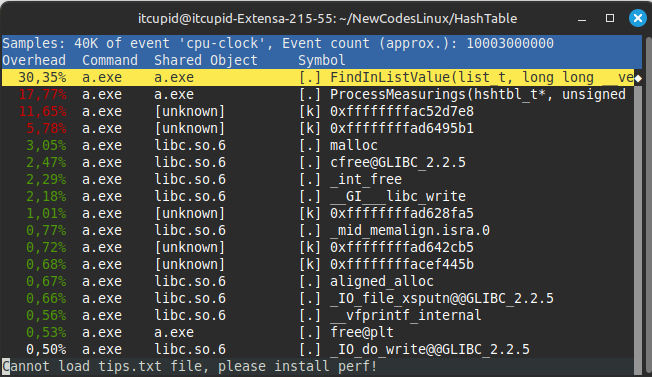 itcupid@itcupid-Extensa-215-55: ~/NewCodesLinux/HashTable
Samples: 40K of event 'cpu-clock', Event count (approx.): 10003000000
Overhead  Command  Shared Object      Symbol
30,35%  a.exe    a.exe              [.] FindInListValue(list_t, long long   ve
17,77%  a.exe    a.exe              [.] ProcessMeasurings(hshtbl_t*, unsigned
11,65%  a.exe    [unknown]          [k] 0xffffffffac52d7e8
5,78%  a.exe    [unknown]          [k] 0xffffffffad6495b1
3,05%  a.exe    libc.so.6          [.] malloc
2,47%  a.exe    libc.so.6          [.] cfree@GLIBC_2.2.5
2,29%  a.exe    libc.so.6          [.] _int_free
2,18%  a.exe    libc.so.6          [.] __GI___libc_write
1,01%  a.exe    [unknown]          [k] 0xffffffffad628fa5
0,77%  a.exe    libc.so.6          [.] _mid_memalign.isra.0
0,72%  a.exe    [unknown]          [k] 0xffffffffad642cb5
0,68%  a.exe    [unknown]          [k] 0xffffffffacef445b
0,67%  a.exe    libc.so.6          [.] aligned_alloc
0,66%  a.exe    libc.so.6          [.] _IO_file_xsputn@@GLIBC_2.2.5
0,56%  a.exe    libc.so.6          [.] __vfprintf_internal
0,53%  a.exe    a.exe              [.] free@plt
0,50%  a.exe    libc.so.6          [.] _IO_do_write@@GLIBC_2.2.5
Cannot load tips.txt file, please install perf!